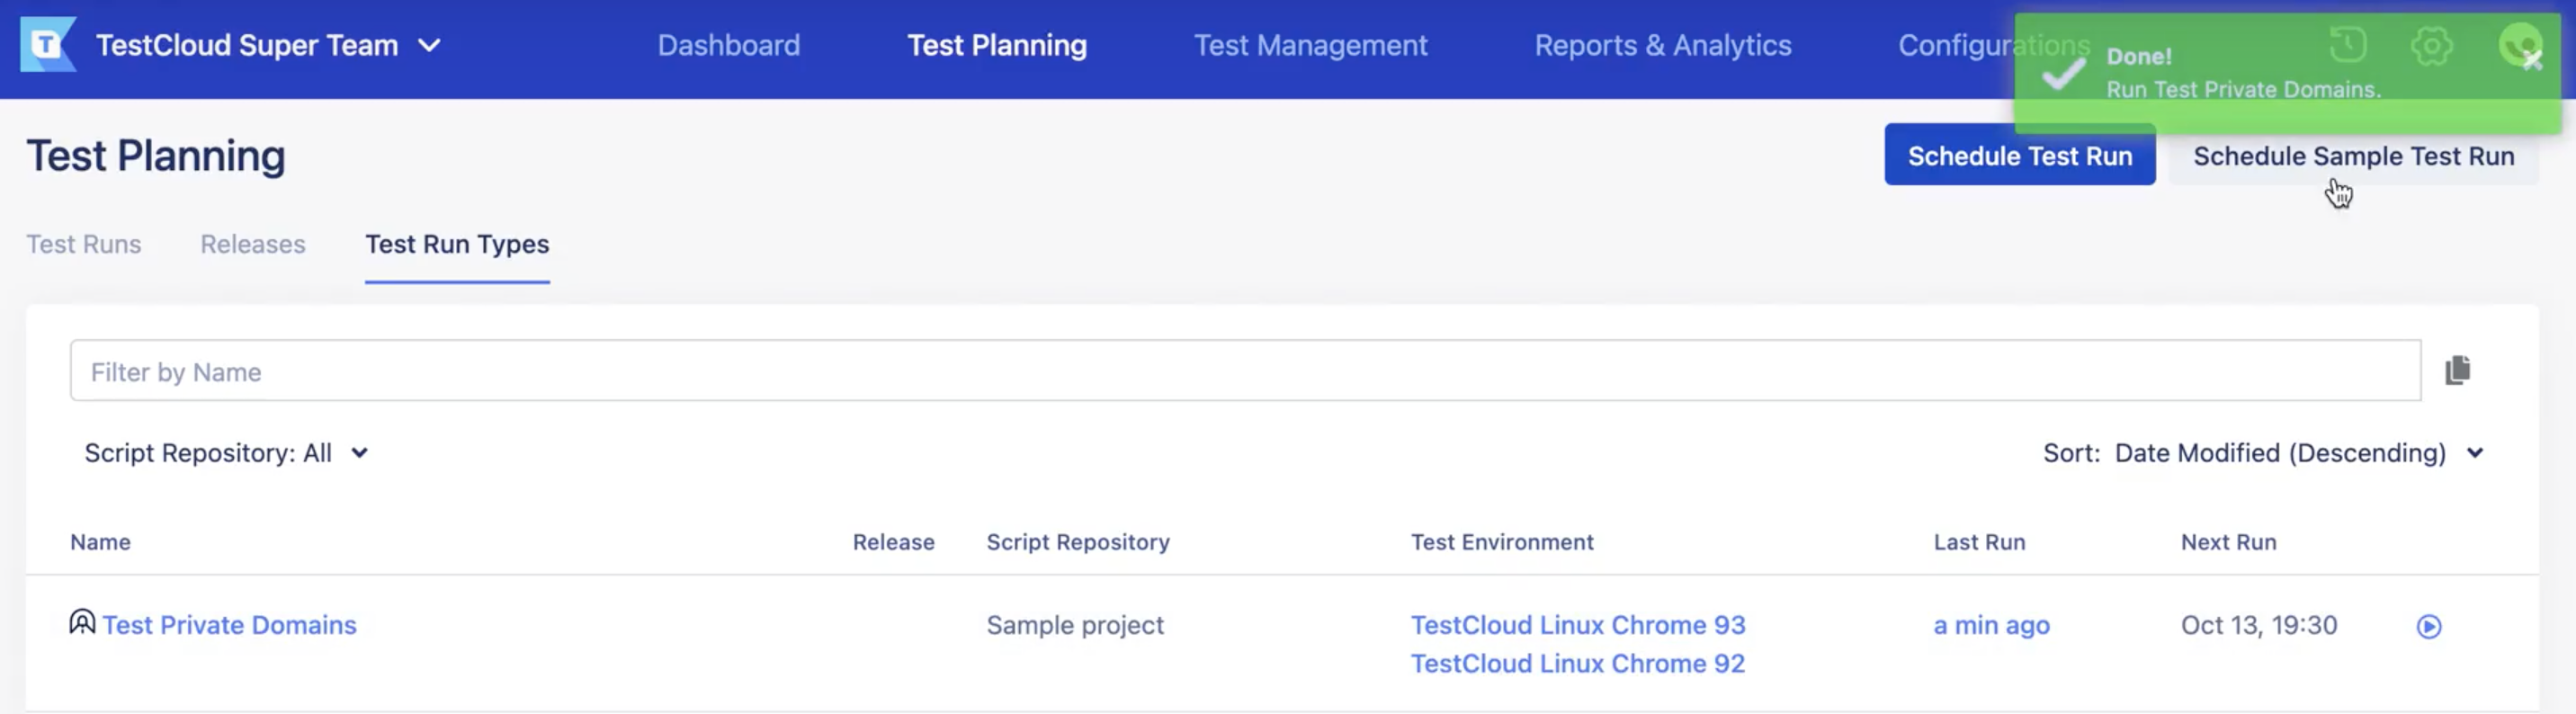 T TestCloud Super Team Dashboard Test Planning Test Management Reports & Analytics Configurations
Done!
Run Test Private Domains.
Test Planning
Schedule Test Run Schedule Sample Test Run
Test Runs Releases Test Run Types
Filter by Name
Script Repository: All Sort: Date Modified (Descending)
Name Release Script Repository Test Environment Last Run Next Run
Test Private Domains Sample project TestCloud Linux Chrome 93 a min ago Oct 13, 19:30
TestCloud Linux Chrome 92